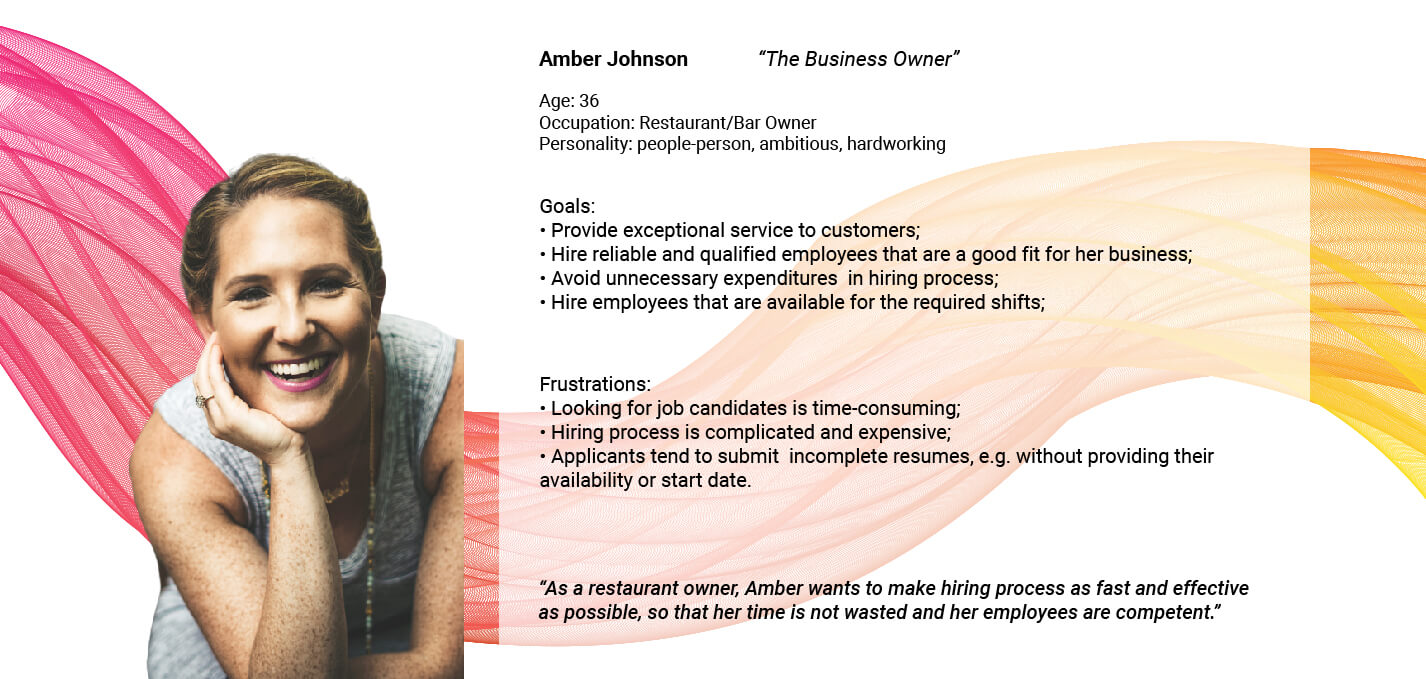 Amber Johnson “The Business Owner”
Age: 36
Occupation: Restaurant/Bar Owner
Personality: people-person, ambitious, hardworking
Goals:
• Provide exceptional service to customers;
• Hire reliable and qualified employees that are a good fit for her business;
• Avoid unnecessary expenditures  in hiring process;
• Hire employees that are available for the required shifts;
Frustrations:
• Looking for job candidates is time-consuming;
• Hiring process is complicated and expensive;
• Applicants tend to submit  incomplete resumes, e.g. without providing their
availability or start date.
“As a restaurant owner, Amber wants to make hiring process as fast and effective
as possible, so that her time is not wasted and her employees are competent.”